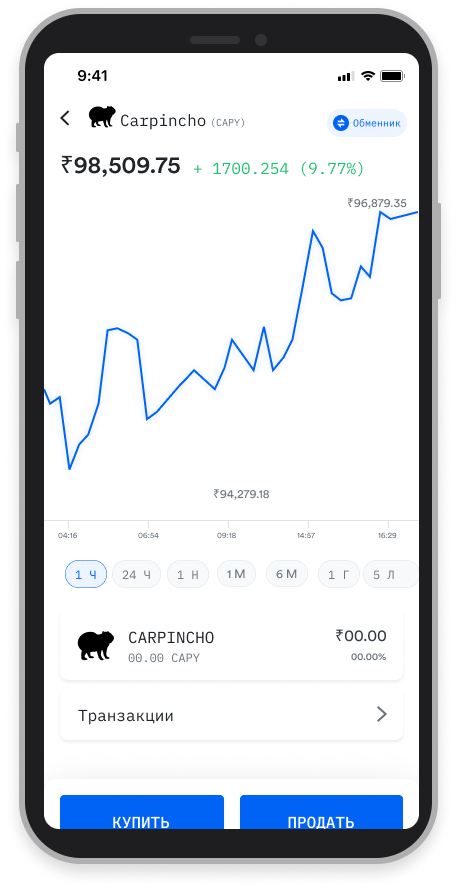 9:41
Carpincho (CAPY)
Обменник
₹98,509.75 + 1700.254 (9.77%)
₹96,879.35
₹94,279.18
04:16 06:54 09:18 14:57 16:29
1 Ч 24 Ч 1 Н 1 M 6 M 1 Г 5 Л
CARPINCHO
₹00.00
00.00 CAPY
00.00%
Транзакции
КУПИТЬ ПРОДАТЬ